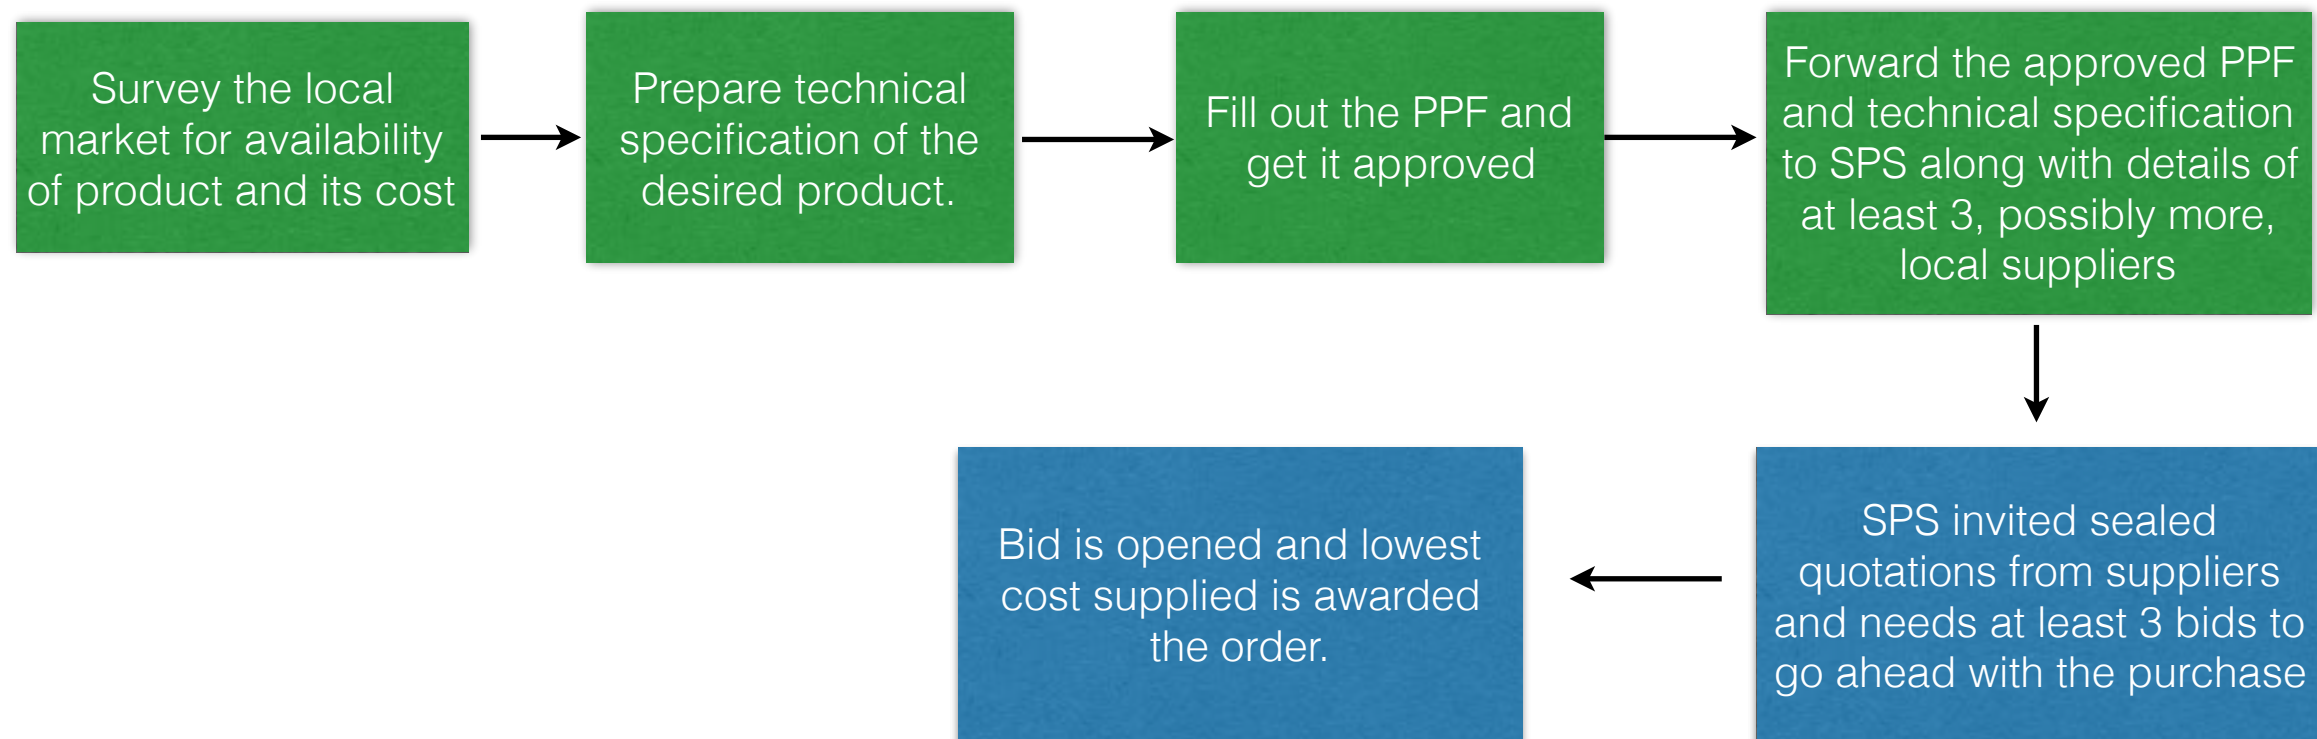 Survey the local
market for availability
of product and its cost
Prepare technical
specification of the
desired product.
Fill out the PPF and
get it approved
Forward the approved PPF
and technical specification
to SPS along with details of
at least 3, possibly more,
local suppliers
SPS invited sealed
quotations from suppliers
and needs at least 3 bids to
go ahead with the purchase
Bid is opened and lowest
cost supplied is awarded
the order.